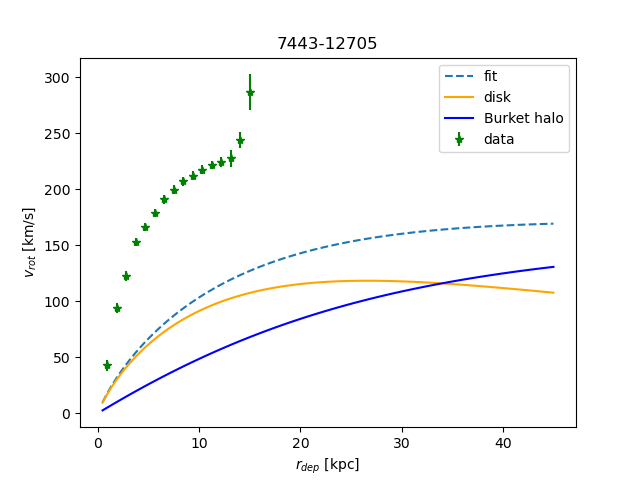 7443-12705
300
250
200
150
100
50
0
v_rot [km/s]
0 10 20 30 40
r_dep [kpc]
fit
disk
Burket halo
data